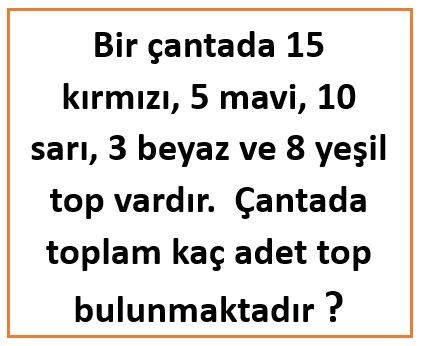 Bir çantada 15
kırmızı, 5 mavi, 10
sarı, 3 beyaz ve 8 yeşil
top vardır.  Çantada
toplam kaç adet top
bulunmaktadır ?